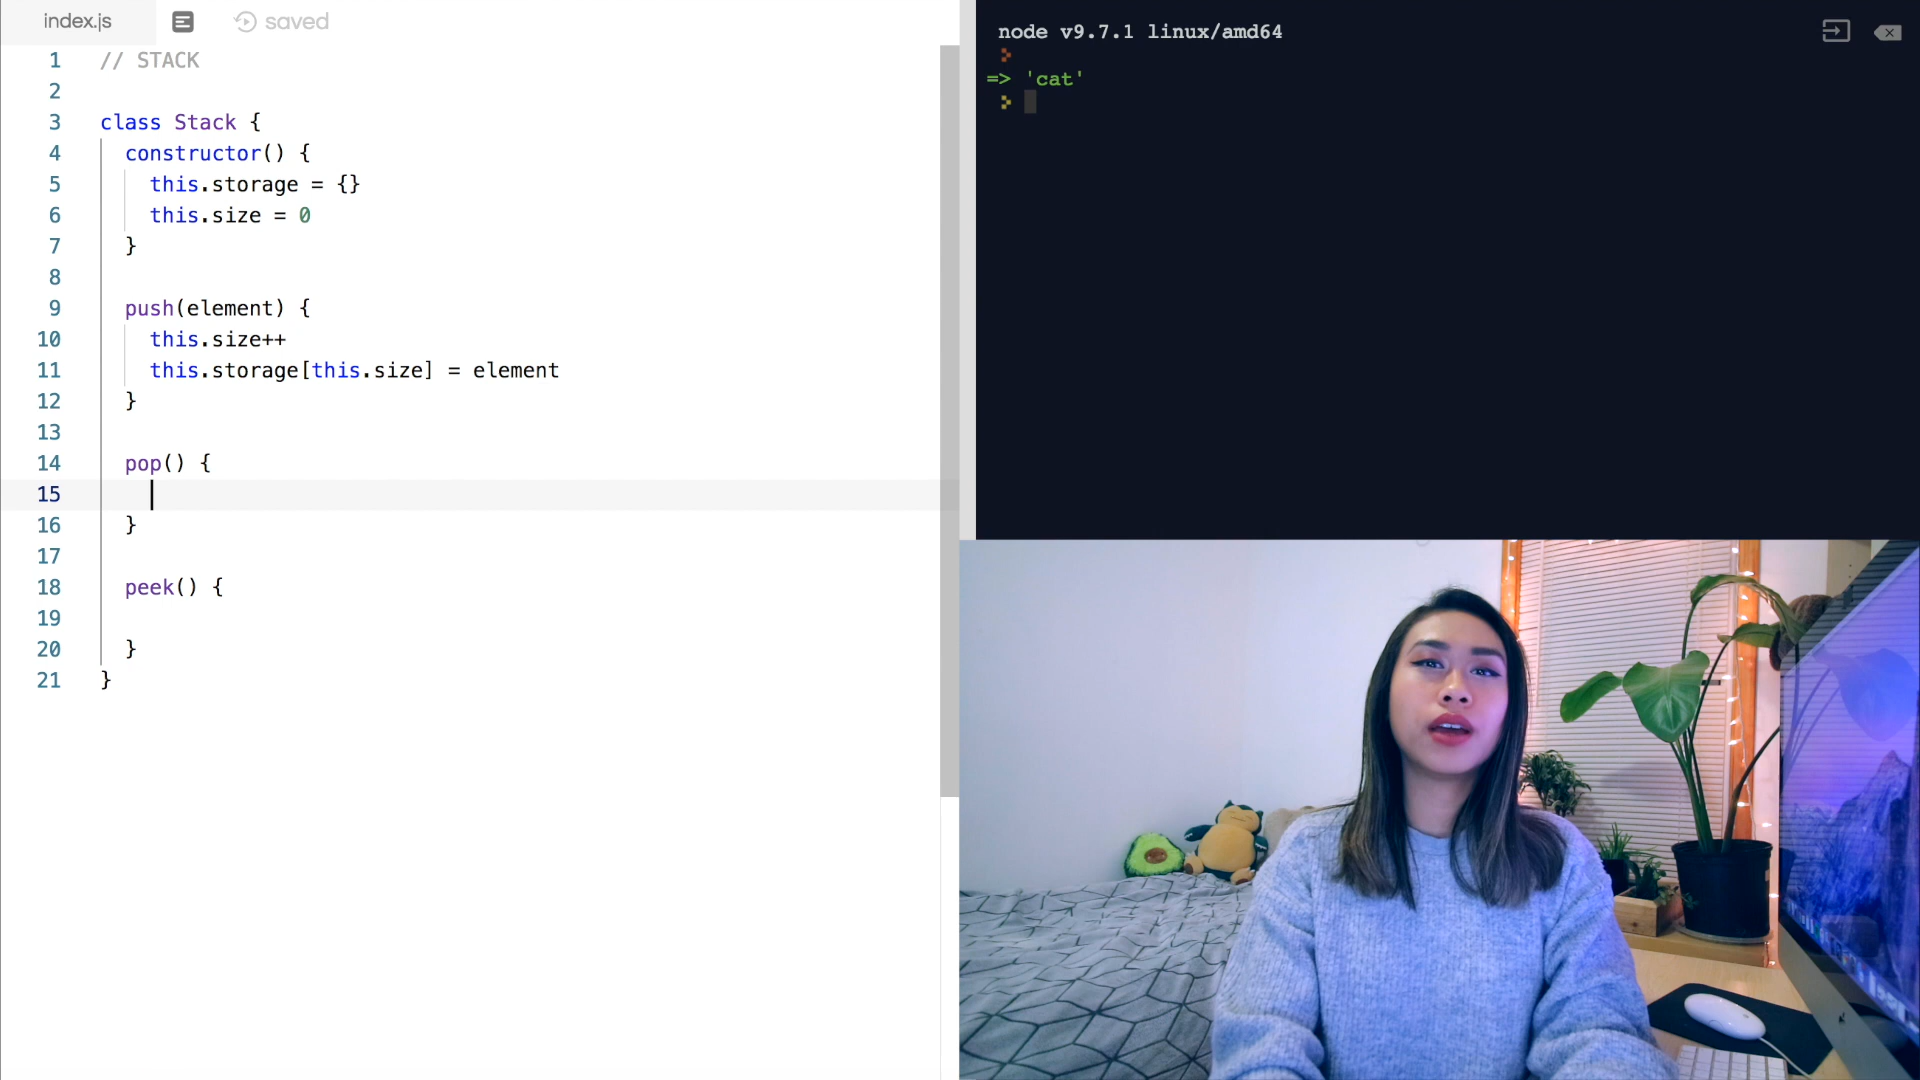 index.js saved
1 // STACK
2
3 class Stack {
4 constructor() {
5 this.storage = {}
6 this.size = 0
7 }
8
9 push(element) {
10 this.size++
11 this.storage[this.size] = element
12 }
13
14 pop() {
15
16 }
17
18 peek() {
19
20 }
21 }
node v9.7.1 linux/amd64
=> 'cat'